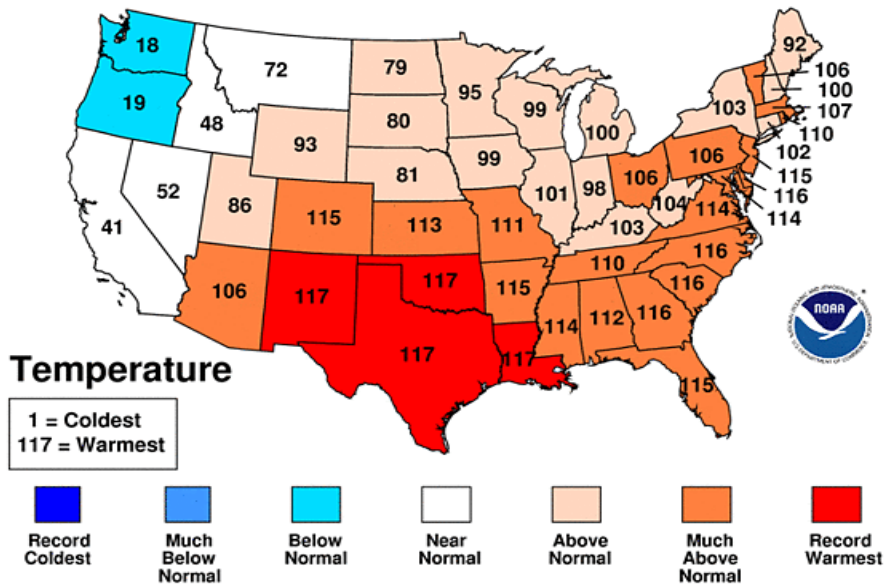 18
19
72
48
41
52
93
86
79
80
81
95
99
99
100
101
98
106
103
106
92
103
104
106
100
107
110
102
115
116
114
115
113
111
106
117
117
117
117
115
110
114
116
116
114
112
116
115
NOAA
Temperature
1 = Coldest
117 = Warmest
Record
Coldest
Much
Below
Normal
Below
Normal
Near
Normal
Above
Normal
Much
Above
Normal
Record
Warmest